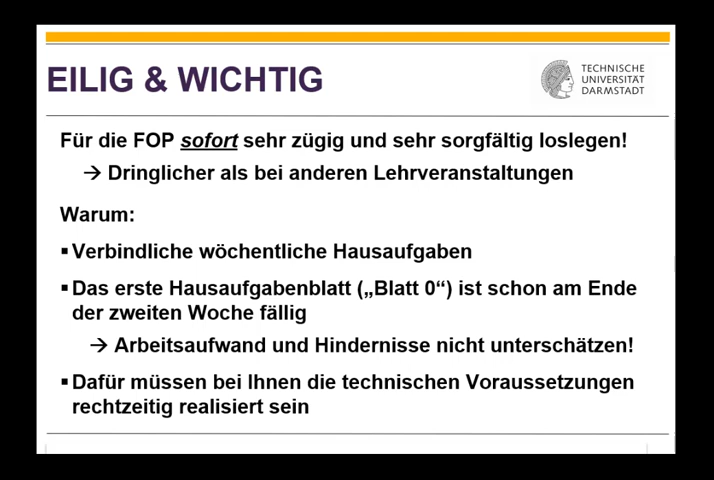 EILIG & WICHTIG
TECHNISCHE
UNIVERSITÄT
DARMSTADT
Für die FOP sofort sehr zügig und sehr sorgfältig loslegen!
→ Dringlicher als bei anderen Lehrveranstaltungen
Warum:
▪ Verbindliche wöchentliche Hausaufgaben
▪ Das erste Hausaufgabenblatt („Blatt 0“) ist schon am Ende
der zweiten Woche fällig
→ Arbeitsaufwand und Hindernisse nicht unterschätzen!
▪ Dafür müssen bei Ihnen die technischen Voraussetzungen
rechtzeitig realisiert sein